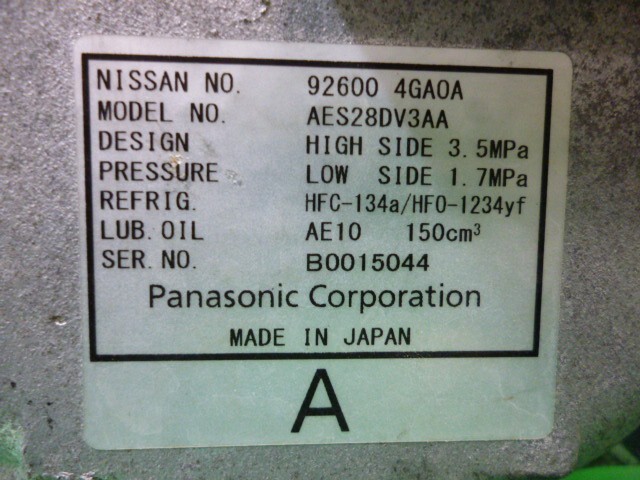 NISSAN NO. 92600 4GA0A
MODEL NO. AES28DV3AA
DESIGN HIGH SIDE 3.5MPa
PRESSURE LOW SIDE 1.7MPa
REFRIG. HFC-134a/HFO-1234yf
LUB. OIL AE10 150cm³
SER. NO. B0015044
Panasonic Corporation
MADE IN JAPAN
A